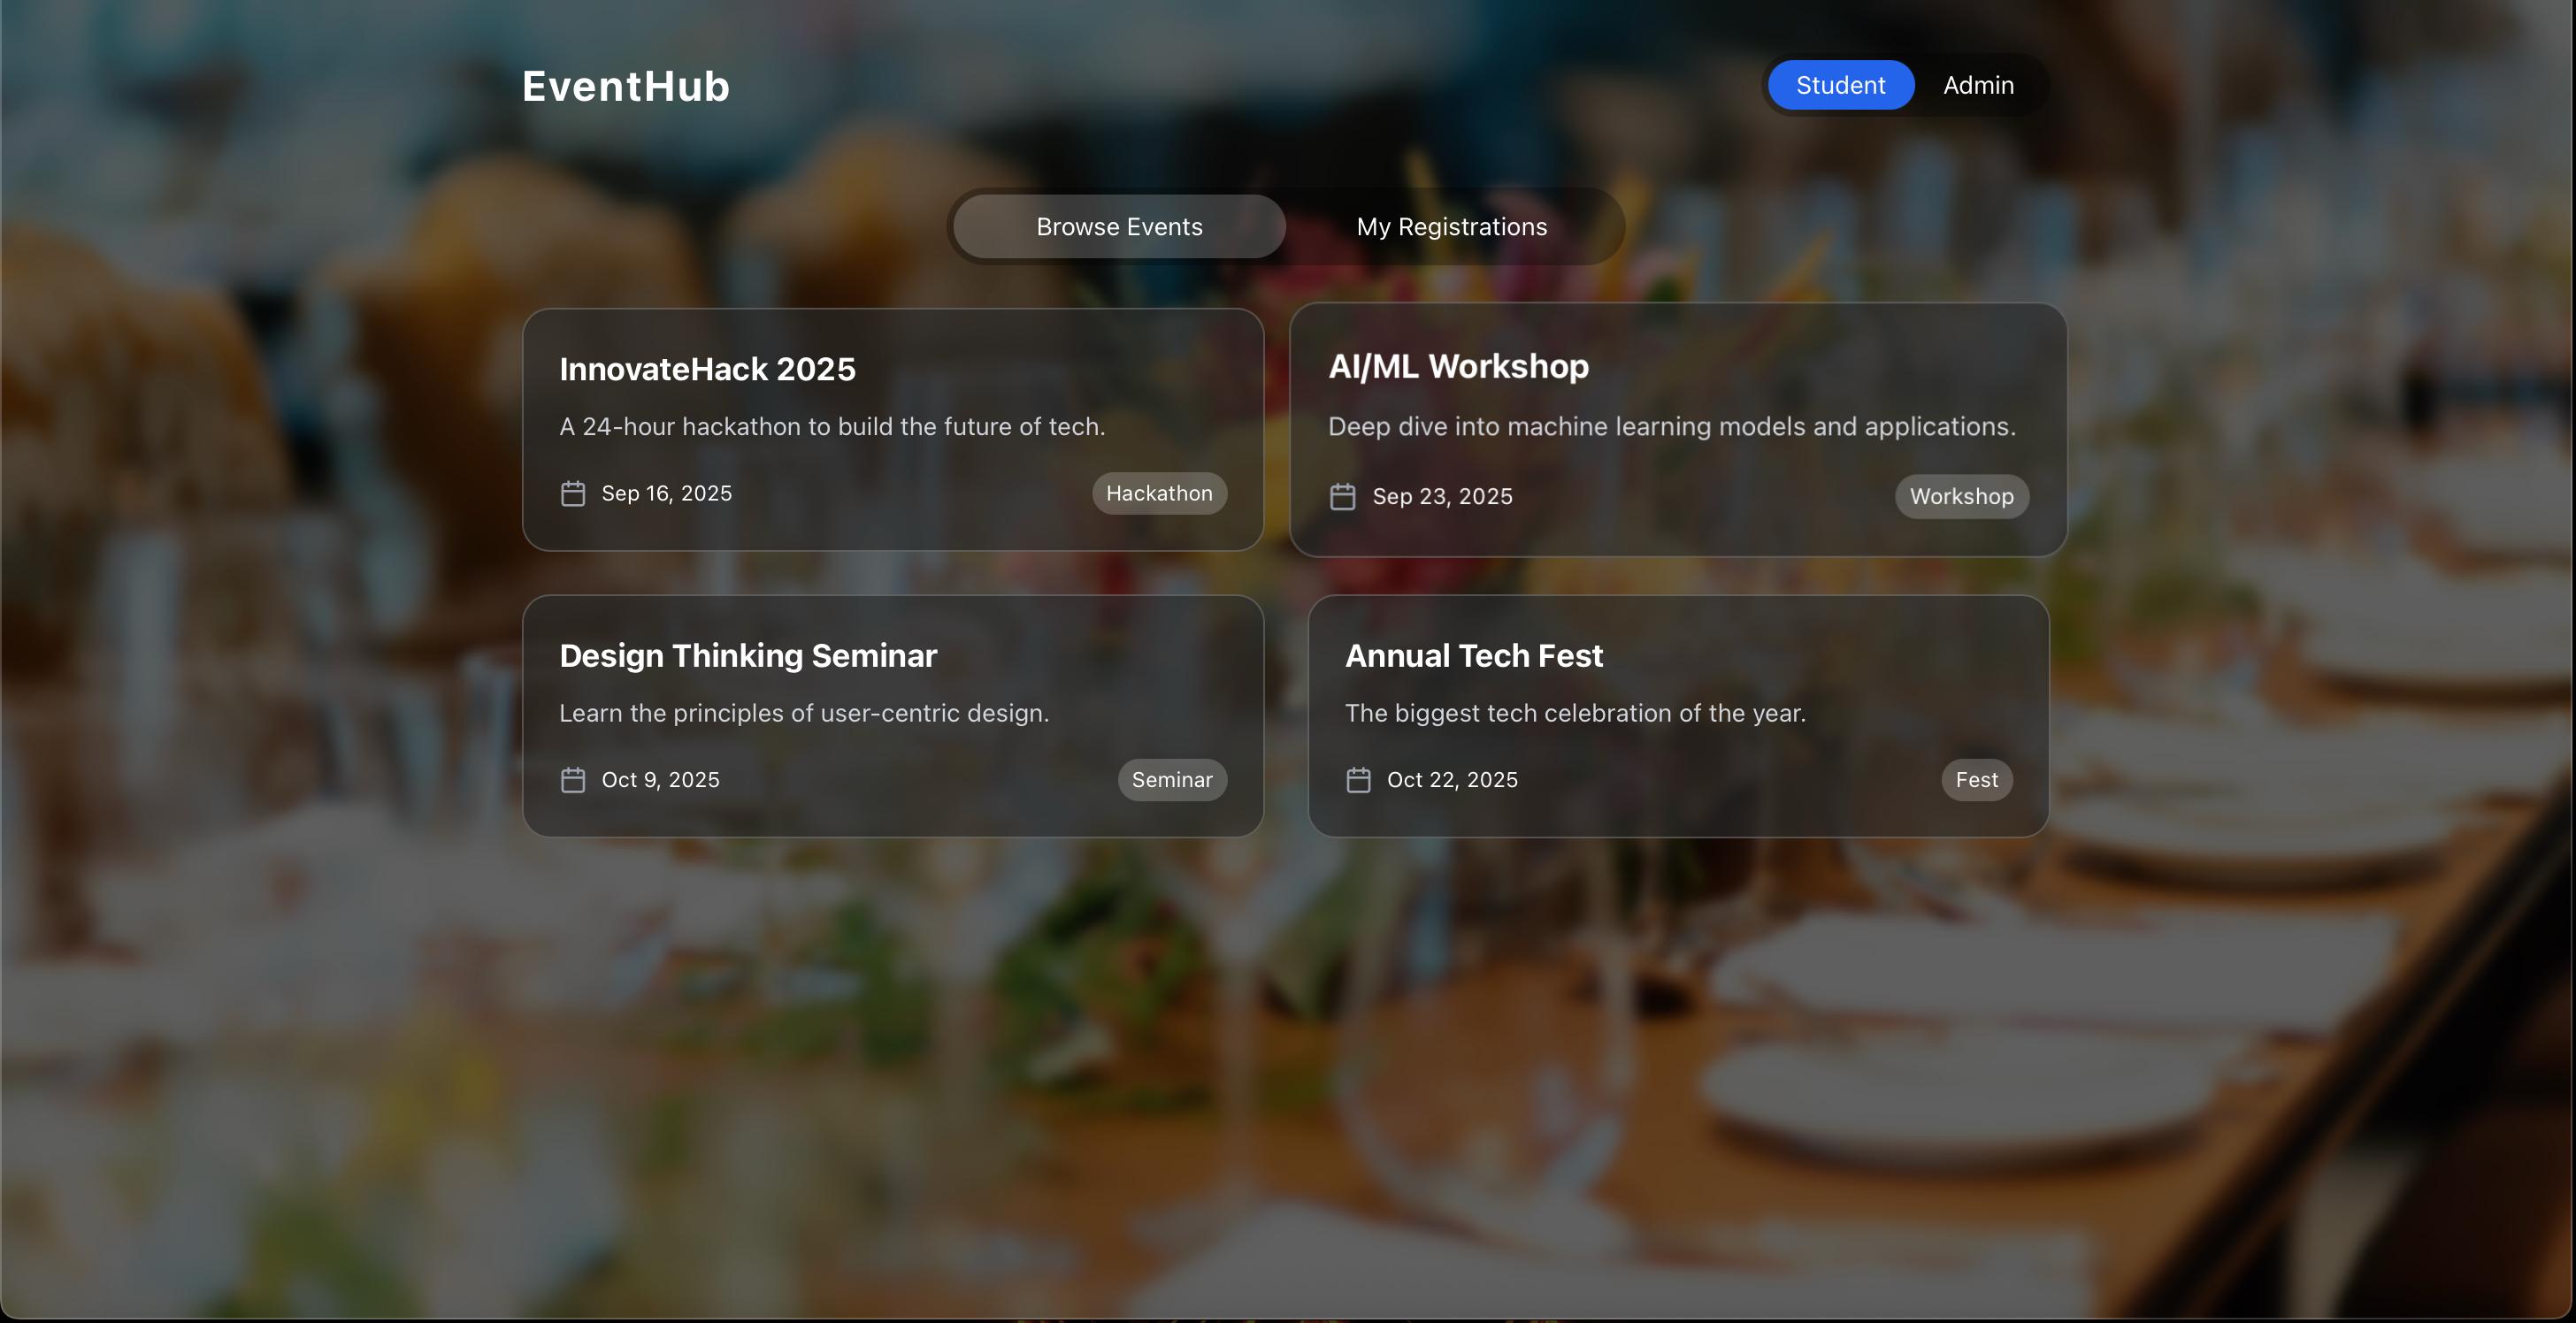 EventHub
Student
Admin
Browse Events
My Registrations
InnovateHack 2025
A 24-hour hackathon to build the future of tech.
Sep 16, 2025
Hackathon
AI/ML Workshop
Deep dive into machine learning models and applications.
Sep 23, 2025
Workshop
Design Thinking Seminar
Learn the principles of user-centric design.
Oct 9, 2025
Seminar
Annual Tech Fest
The biggest tech celebration of the year.
Oct 22, 2025
Fest